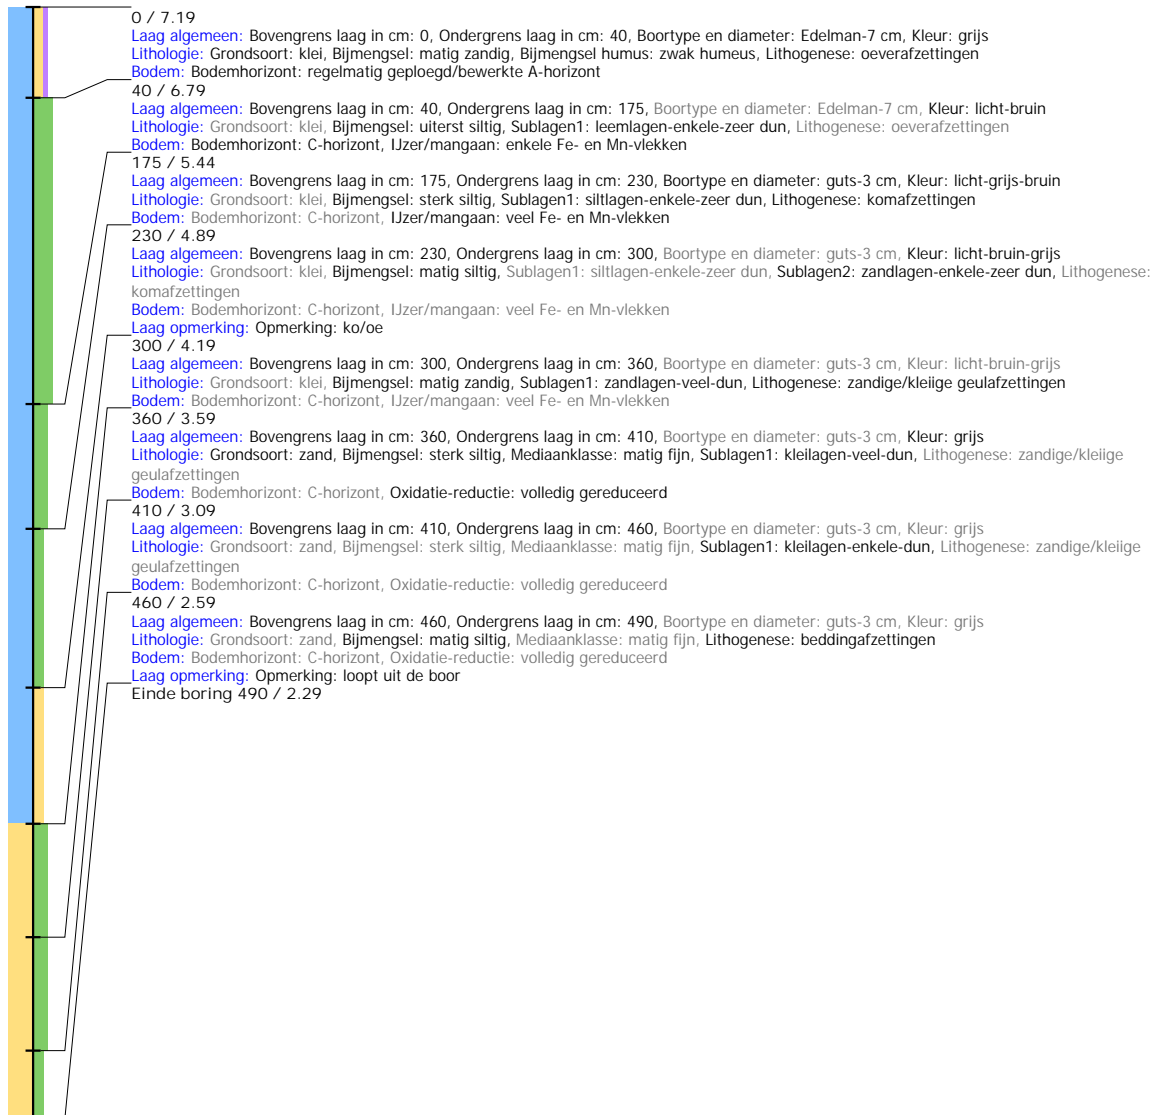 0 / 7.19
Laag algemeen: Bovengrens laag in cm: 0, Ondergrens laag in cm: 40, Boortype en diameter: Edelman-7 cm, Kleur: grijs
Lithologie: Grondsoort: klei, Bijmengsel: matig zandig, Bijmengsel humus: zwak humeus, Lithogenese: oeverafzettingen
Bodem: Bodemhorizont: regelmatig geploegd/bewerkte A-horizont
40 / 6.79
Laag algemeen: Bovengrens laag in cm: 40, Ondergrens laag in cm: 175, Boortype en diameter: Edelman-7 cm, Kleur: licht-bruin
Lithologie: Grondsoort: klei, Bijmengsel: uiterst siltig, Sublagen1: leemlagen-enkele-zeer dun, Lithogenese: oeverafzettingen
Bodem: Bodemhorizont: C-horizont, IJzer/mangaan: enkele Fe- en Mn-vlekken
175 / 5.44
Laag algemeen: Bovengrens laag in cm: 175, Ondergrens laag in cm: 230, Boortype en diameter: guts-3 cm, Kleur: licht-grijs-bruin
Lithologie: Grondsoort: klei, Bijmengsel: sterk siltig, Sublagen1: siltlagen-enkele-zeer dun, Lithogenese: komafzettingen
Bodem: Bodemhorizont: C-horizont, IJzer/mangaan: veel Fe- en Mn-vlekken
230 / 4.89
Laag algemeen: Bovengrens laag in cm: 230, Ondergrens laag in cm: 300, Boortype en diameter: guts-3 cm, Kleur: licht-bruin-grijs
Lithologie: Grondsoort: klei, Bijmengsel: matig siltig, Sublagen1: siltlagen-enkele-zeer dun, Sublagen2: zandlagen-enkele-zeer dun, Lithogenese:
komafzettingen
Bodem: Bodemhorizont: C-horizont, IJzer/mangaan: veel Fe- en Mn-vlekken
Laag opmerking: Opmerking: ko/oe
300 / 4.19
Laag algemeen: Bovengrens laag in cm: 300, Ondergrens laag in cm: 360, Boortype en diameter: guts-3 cm, Kleur: licht-bruin-grijs
Lithologie: Grondsoort: klei, Bijmengsel: matig zandig, Sublagen1: zandlagen-veel-dun, Lithogenese: zandige/kleiige geulafzettingen
Bodem: Bodemhorizont: C-horizont, IJzer/mangaan: veel Fe- en Mn-vlekken
360 / 3.59
Laag algemeen: Bovengrens laag in cm: 360, Ondergrens laag in cm: 410, Boortype en diameter: guts-3 cm, Kleur: grijs
Lithologie: Grondsoort: zand, Bijmengsel: sterk siltig, Mediaanklasse: matig fijn, Sublagen1: kleilagen-veel-dun, Lithogenese: zandige/kleiige
geulafzettingen
Bodem: Bodemhorizont: C-horizont, Oxidatie-reductie: volledig gereduceerd
410 / 3.09
Laag algemeen: Bovengrens laag in cm: 410, Ondergrens laag in cm: 460, Boortype en diameter: guts-3 cm, Kleur: grijs
Lithologie: Grondsoort: zand, Bijmengsel: sterk siltig, Mediaanklasse: matig fijn, Sublagen1: kleilagen-enkele-dun, Lithogenese: zandige/kleiige
geulafzettingen
Bodem: Bodemhorizont: C-horizont, Oxidatie-reductie: volledig gereduceerd
460 / 2.59
Laag algemeen: Bovengrens laag in cm: 460, Ondergrens laag in cm: 490, Boortype en diameter: guts-3 cm, Kleur: grijs
Lithologie: Grondsoort: zand, Bijmengsel: matig siltig, Mediaanklasse: matig fijn, Lithogenese: beddingafzettingen
Bodem: Bodemhorizont: C-horizont, Oxidatie-reductie: volledig gereduceerd
Laag opmerking: Opmerking: loopt uit de boor
Einde boring 490 / 2.29